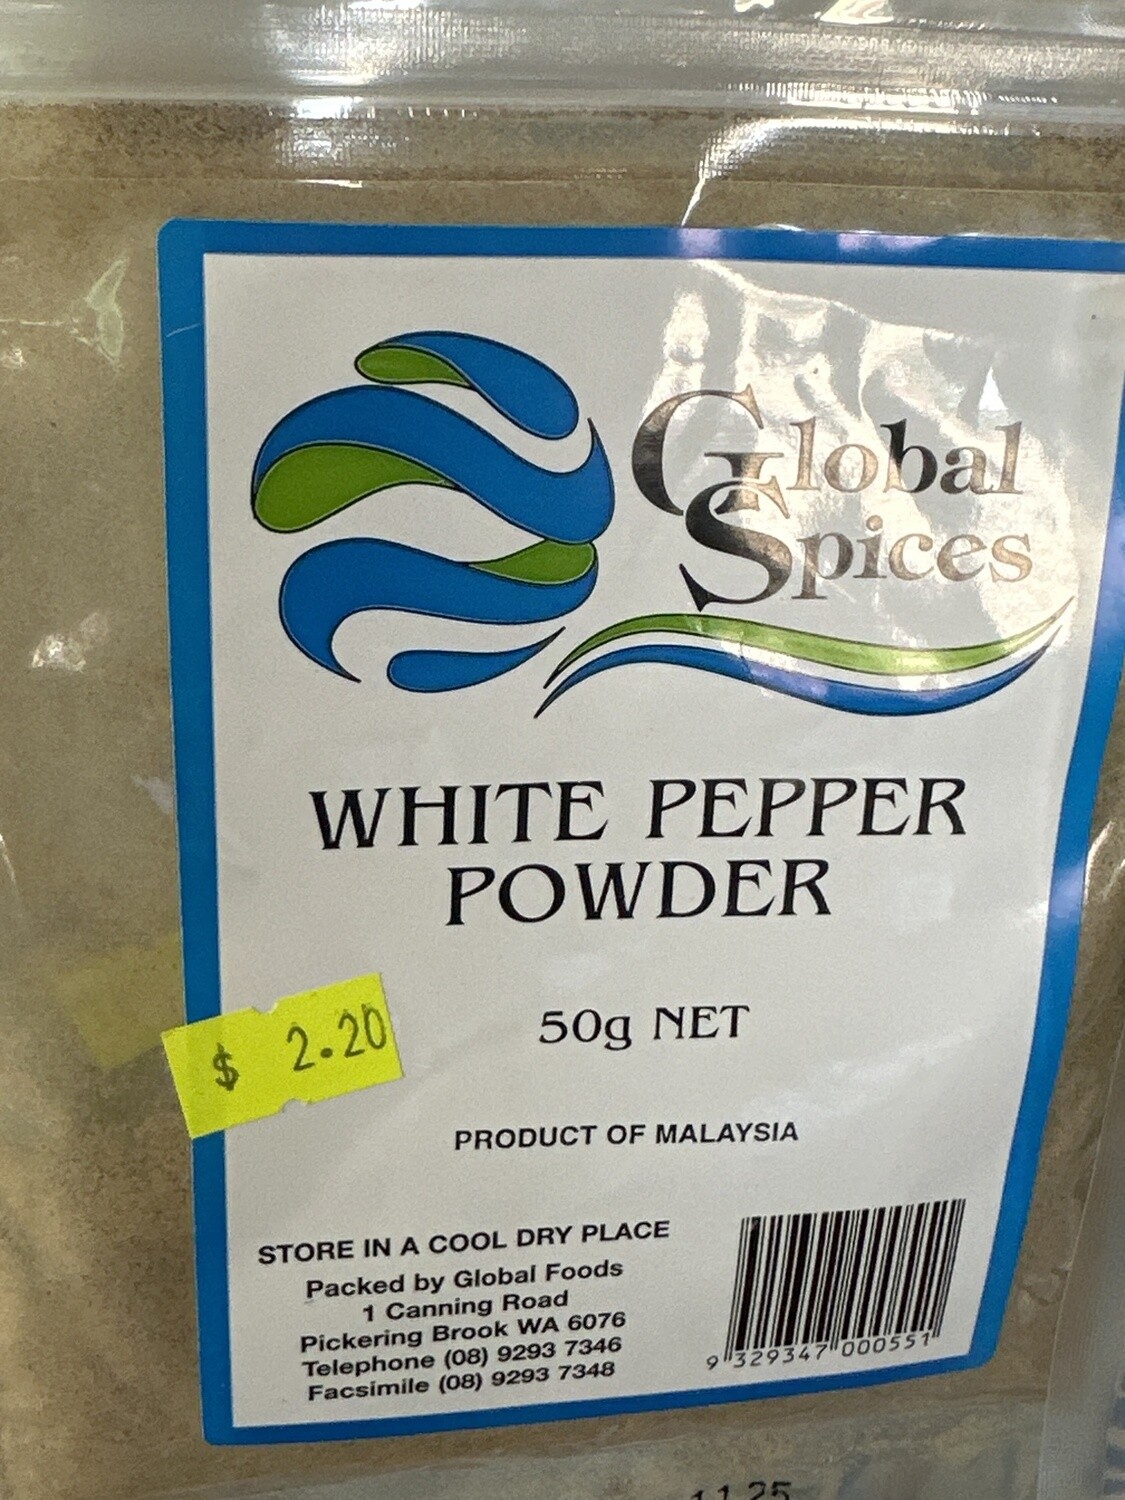 Global
Spices
WHITE PEPPER
POWDER
50g NET
$ 2.20
PRODUCT OF MALAYSIA
STORE IN A COOL DRY PLACE
Packed by Global Foods
1 Canning Road
Pickering Brook WA 6076
Telephone (08) 9293 7346
Facsimile (08) 9293 7348
9 329347 000551